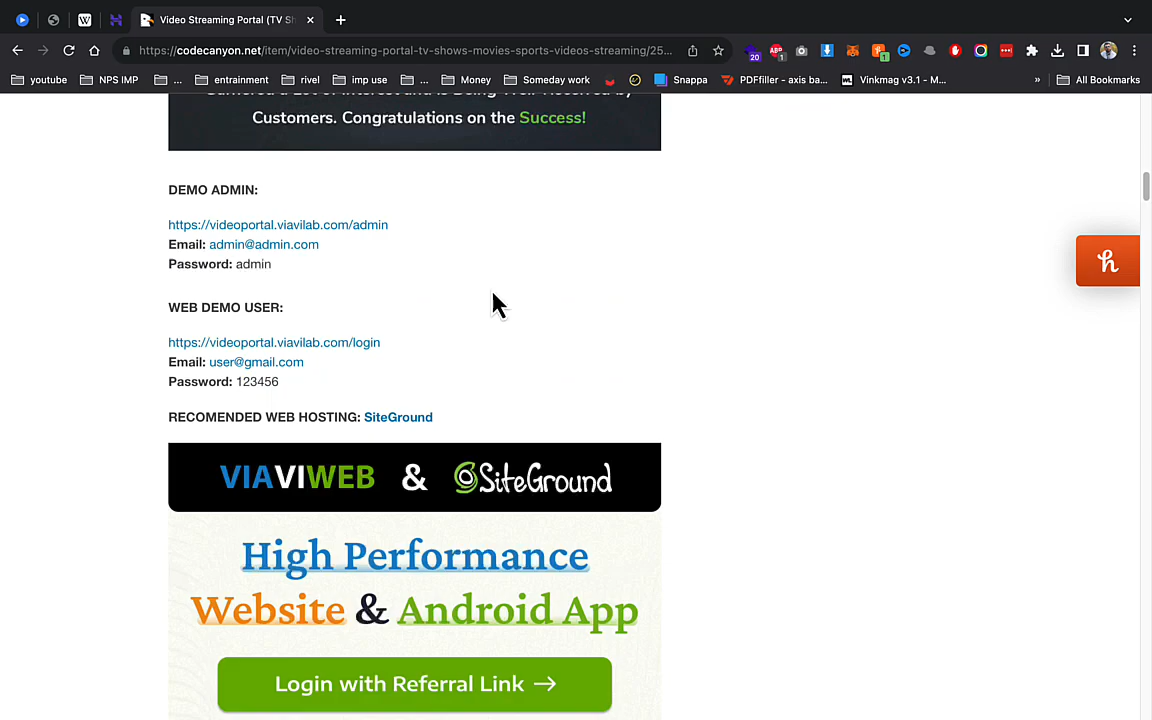 Video Streaming Portal (TV Sh
https://codecanyon.net/item/video-streaming-portal-tv-shows-movies-sports-videos-streaming/25...
20
1
1
youtube
NPS IMP
...
entrainment
rivel
imp use
...
Money
Someday work
Snappa
PDFfiller - axis ba...
Vinkmag v3.1 - M...
»
All Bookmarks
Customers. Congratulations on the Success!
DEMO ADMIN:
https://videoportal.viavilab.com/admin
Email: admin@admin.com
Password: admin
WEB DEMO USER:
https://videoportal.viavilab.com/login
Email: user@gmail.com
Password: 123456
RECOMENDED WEB HOSTING: SiteGround
VIAVIWEB & SiteGround
High Performance
Website & Android App
Login with Referral Link →